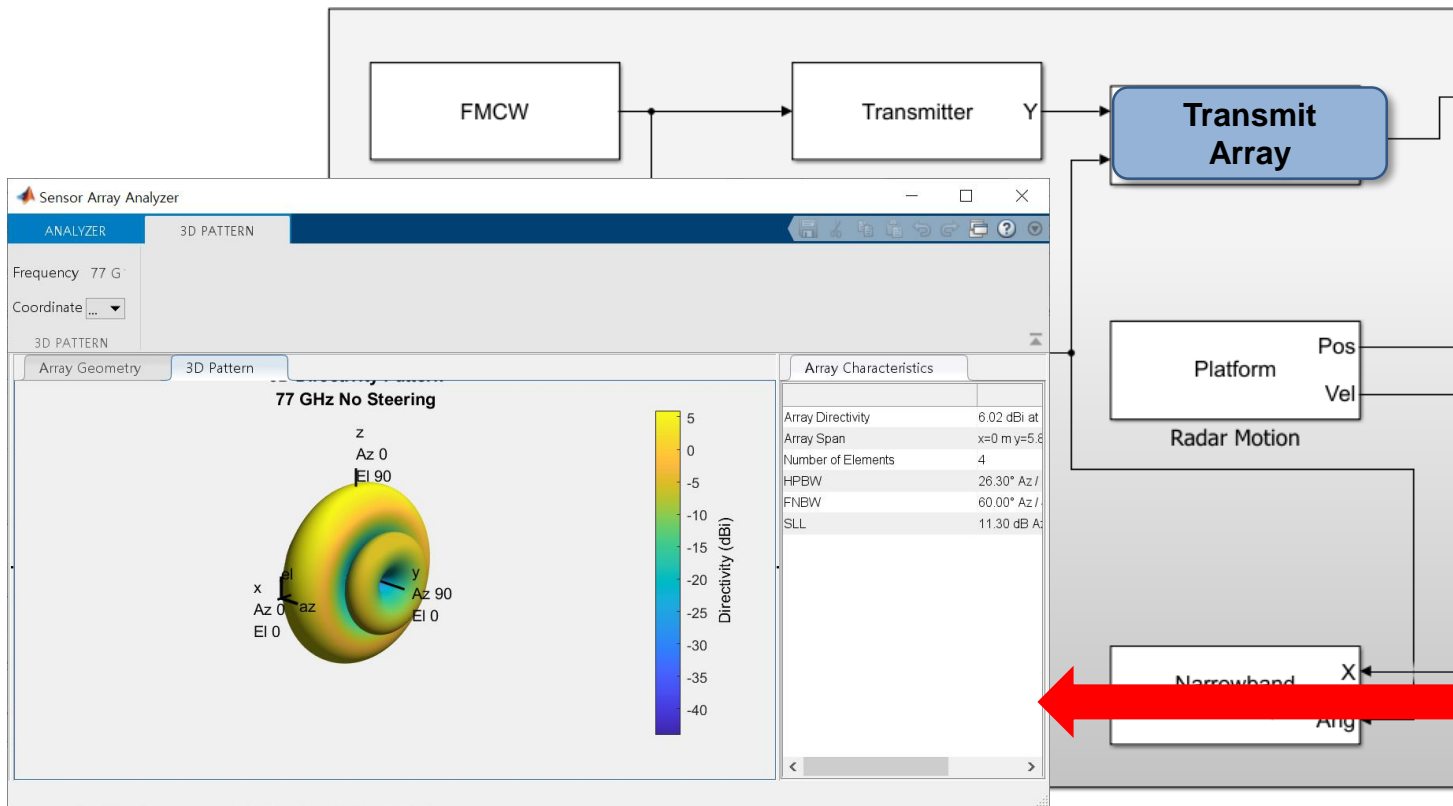 FMCW
Transmitter
Y
Transmit
Array
Sensor Array Analyzer
ANALYZER
3D PATTERN
?
Frequency 77 G
Coordinate ...
3D PATTERN
Array Geometry
3D Pattern
77 GHz No Steering
z
Az 0
El 90
x
Az 0
El 0
el
az
y
Az 90
El 0
5
0
-5
-10
-15
-20
-25
-30
-35
-40
Directivity (dBi)
Array Characteristics
Array Directivity 6.02 dBi at
Array Span x=0 m y=5.8
Number of Elements 4
HPBW 26.30° Az /
FNBW 60.00° Az /
SLL 11.30 dB Az
Platform
Pos
Vel
Radar Motion
Narrowband
X
Ang